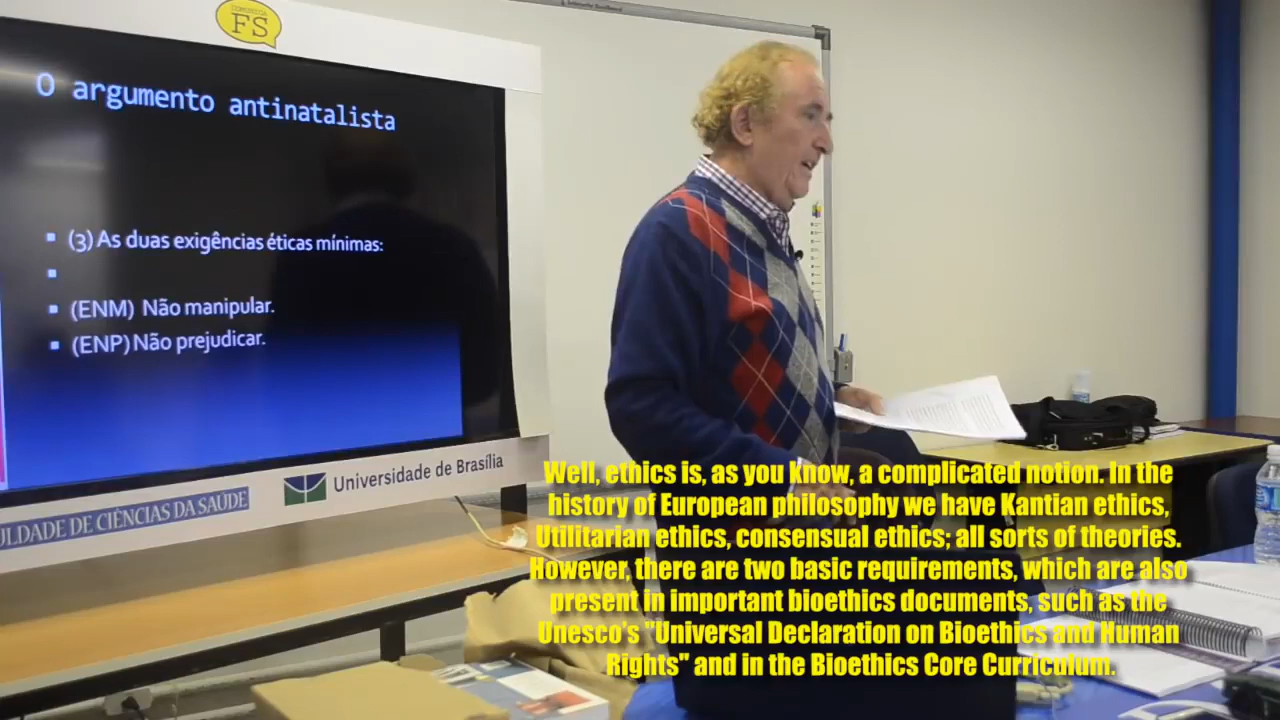 FS
O argumento antinatalista
(3) As duas exigências éticas mínimas:
(ENM) Não manipular.
(ENP) Não prejudicar.
Universidade de Brasília
DE CIÊNCIAS DA SAÚDE
Well, ethics is, as you know, a complicated notion. In the
history of European philosophy we have Kantian ethics,
Utilitarian ethics, consensual ethics; all sorts of theories.
However, there are two basic requirements, which are also
present in important bioethics documents, such as the
Unesco's "Universal Declaration on Bioethics and Human
Rights" and in the Bioethics Core Curriculum.